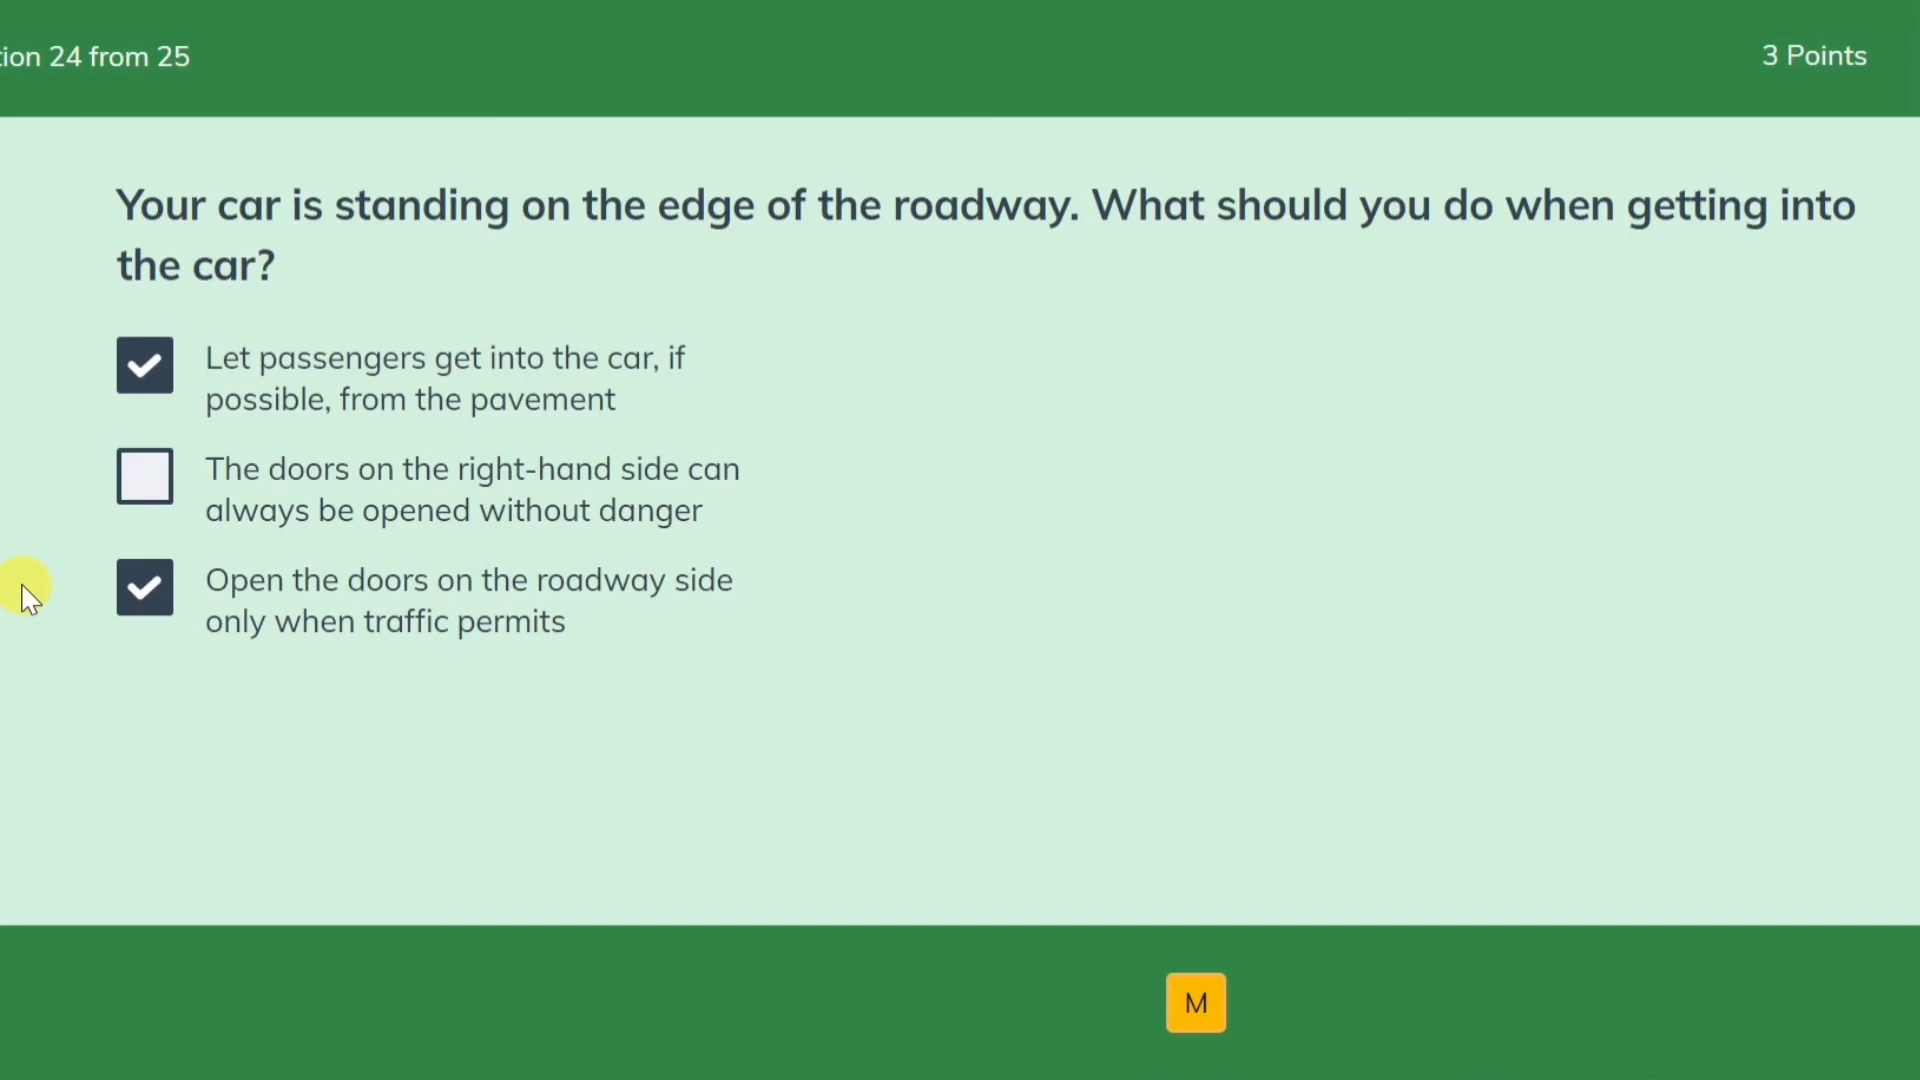 tion 24 from 25
3 Points
Your car is standing on the edge of the roadway. What should you do when getting into
the car?
Let passengers get into the car, if
possible, from the pavement
The doors on the right-hand side can
always be opened without danger
Open the doors on the roadway side
only when traffic permits
M